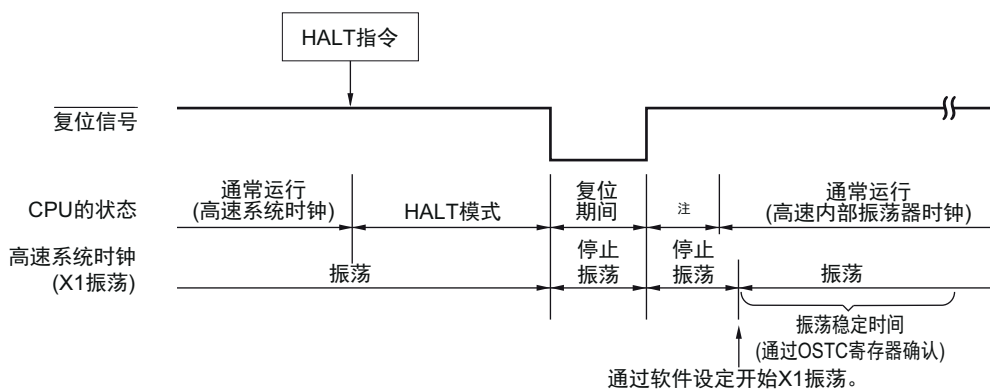 HALT指令
复位信号
CPU的状态
通常运行
(高速系统时钟)
HALT模式
复位
期间
注
通常运行
(高速内部振荡器时钟)
高速系统时钟
(X1振荡)
振荡
停止
振荡
停止
振荡
振荡
振荡稳定时间
(通过OSTC寄存器确认)
通过软件设定开始X1振荡。